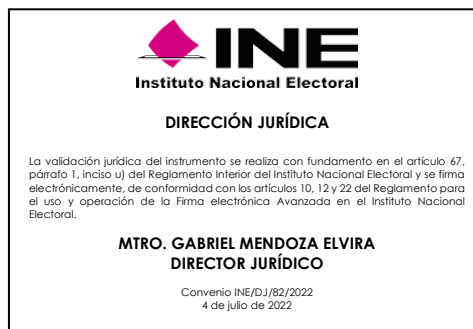 INE
Instituto Nacional Electoral
DIRECCIÓN JURÍDICA
La validación jurídica del instrumento se realiza con fundamento en el artículo 67,
párrafo 1, inciso u) del Reglamento Interior del Instituto Nacional Electoral y se firma
electrónicamente, de conformidad con los artículos 10, 12 y 22 del Reglamento para
el uso y operación de la Firma electrónica Avanzada en el Instituto Nacional
Electoral.
MTRO. GABRIEL MENDOZA ELVIRA
DIRECTOR JURÍDICO
Convenio INE/DJ/82/2022
4 de julio de 2022